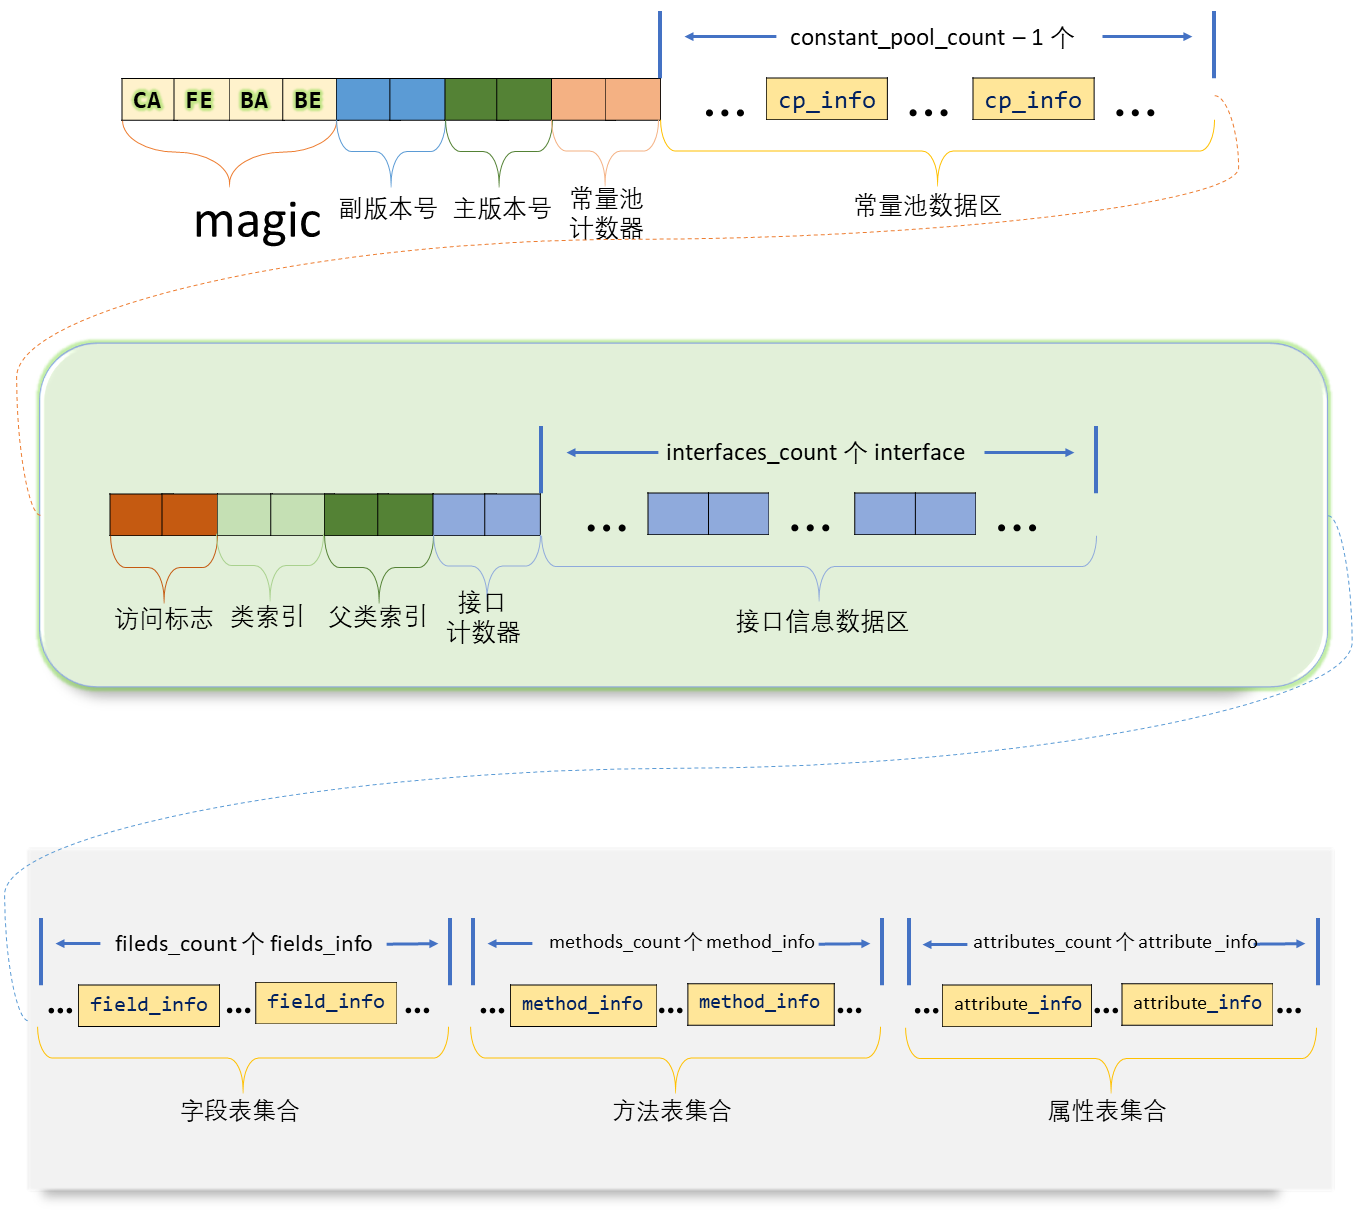 constant_pool_count – 1 个
CA FE BA BE
... cp_info ... cp_info ...
magic
副版本号
主版本号
常量池
计数器
常量池数据区
interfaces_count 个 interface
... ... ...
访问标志
类索引
父类索引
接口
计数器
接口信息数据区
fileds_count 个 fields_info
methods_count 个 method_info
attributes_count 个 attribute_info
... field_info ... field_info ...
... method_info ... method_info ...
... attribute_info ... attribute_info ...
字段表集合
方法表集合
属性表集合